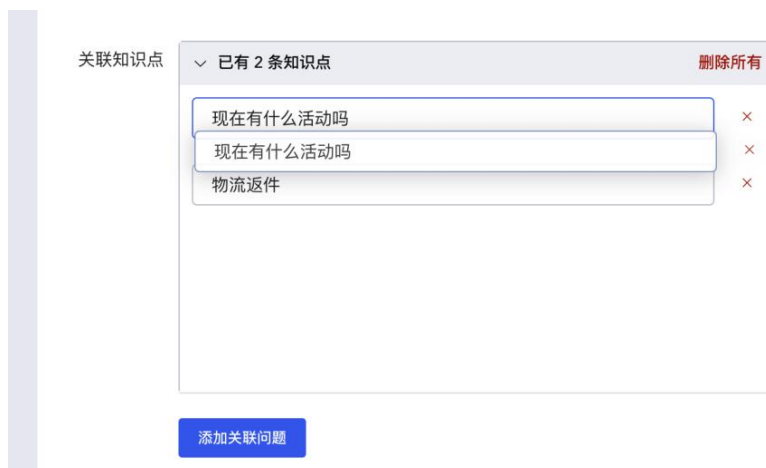 关联知识点
已有 2 条知识点 删除所有
现在有什么活动吗
现在有什么活动吗
物流返件
添加关联问题